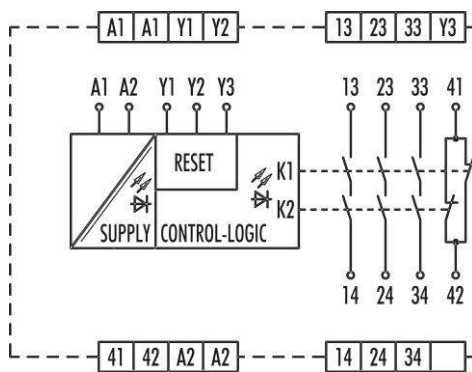 A1 A1 Y1 Y2 13 23 33 Y3
A1 A2 Y1 Y2 Y3 13 23 33 41
RESET
K1
K2
SUPPLY CONTROL-LOGIC
14 24 34 42
41 42 A2 A2 14 24 34